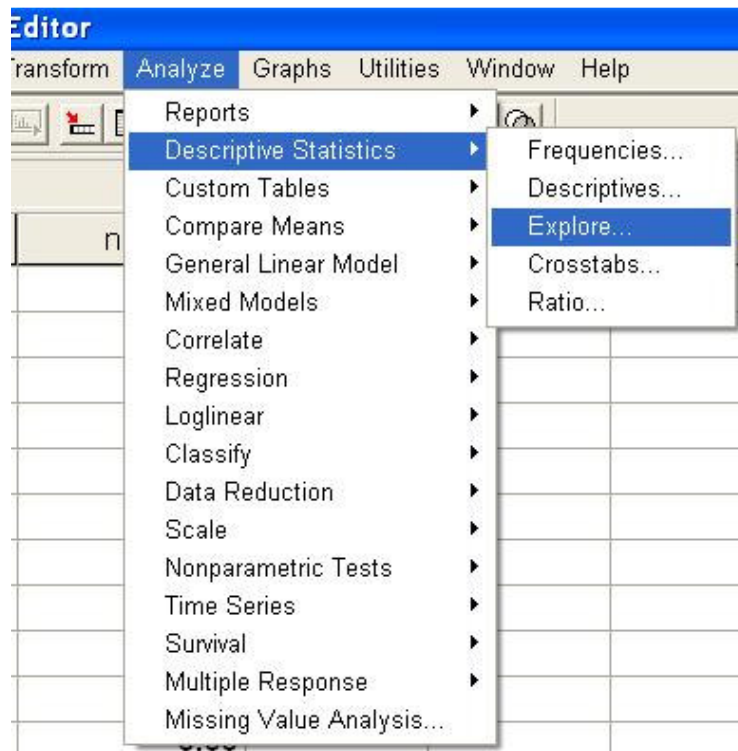 Editor
Transform Analyze Graphs Utilities Window Help
Reports
Descriptive Statistics
Custom Tables
Compare Means
General Linear Model
Mixed Models
Correlate
Regression
Loglinear
Classify
Data Reduction
Scale
Nonparametric Tests
Time Series
Survival
Multiple Response
Missing Value Analysis...
Frequencies...
Descriptives...
Explore...
Crosstabs...
Ratio...
n